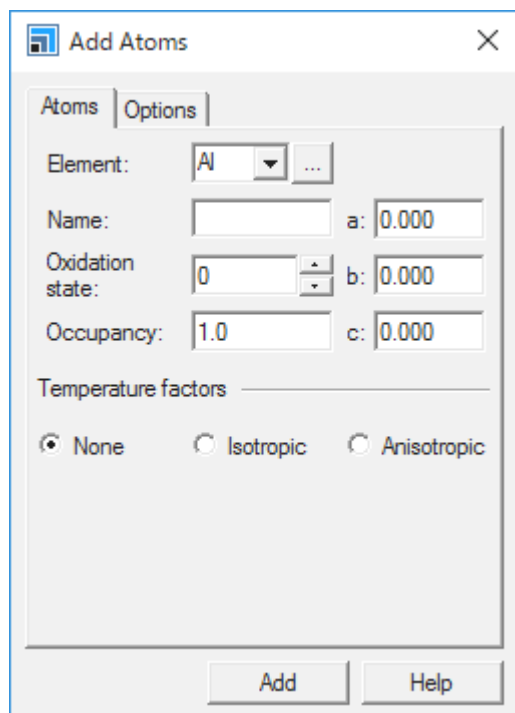 Add Atoms
Atoms Options
Element: Al ...
Name: a: 0.000
Oxidation
state: 0 b: 0.000
Occupancy: 1.0 c: 0.000
Temperature factors
None Isotropic Anisotropic
Add Help